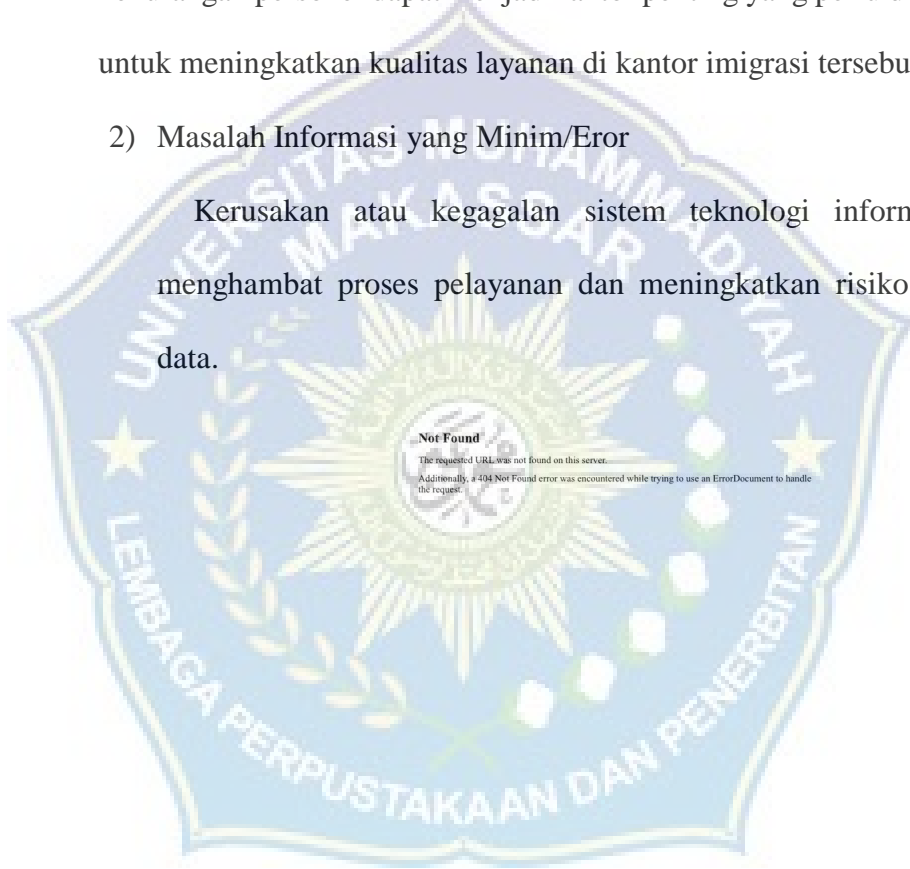 untuk meningkatkan kualitas layanan di kantor imigrasi
2) Masalah Informasi yang Minim/Eror
Kerusakan atau kegagalan sistem teknologi
menghambat proses pelayanan dan meningkatkan risiko
data.
Not Found
The requested URL was not found on this server.
Additionally, a 404 Not Found error was encountered while trying to use an ErrorDocument to handle
the request.
UNIVERSITAS MUHAMMADIYAH
MAKASSAR
LEMBAGA PERPUSTAKAAN DAN PENERBITAN